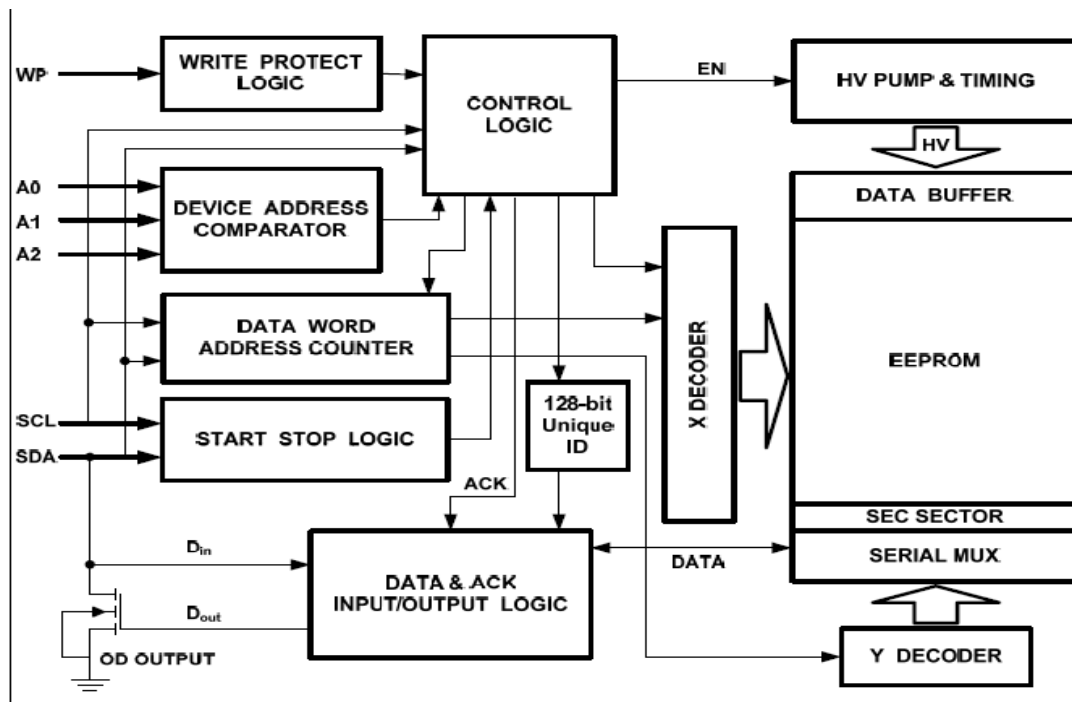 WP
WRITE PROTECT
LOGIC
CONTROL
LOGIC
EN
HV PUMP & TIMING
HV
A0
A1
A2
DEVICE ADDRESS
COMPARATOR
DATA BUFFER
DATA WORD
ADDRESS COUNTER
X DECODER
EEPROM
SCL
SDA
START STOP LOGIC
128-bit
Unique
ID
ACK
SEC SECTOR
SERIAL MUX
Din
DATA & ACK
INPUT/OUTPUT LOGIC
DATA
Dout
OD OUTPUT
Y DECODER